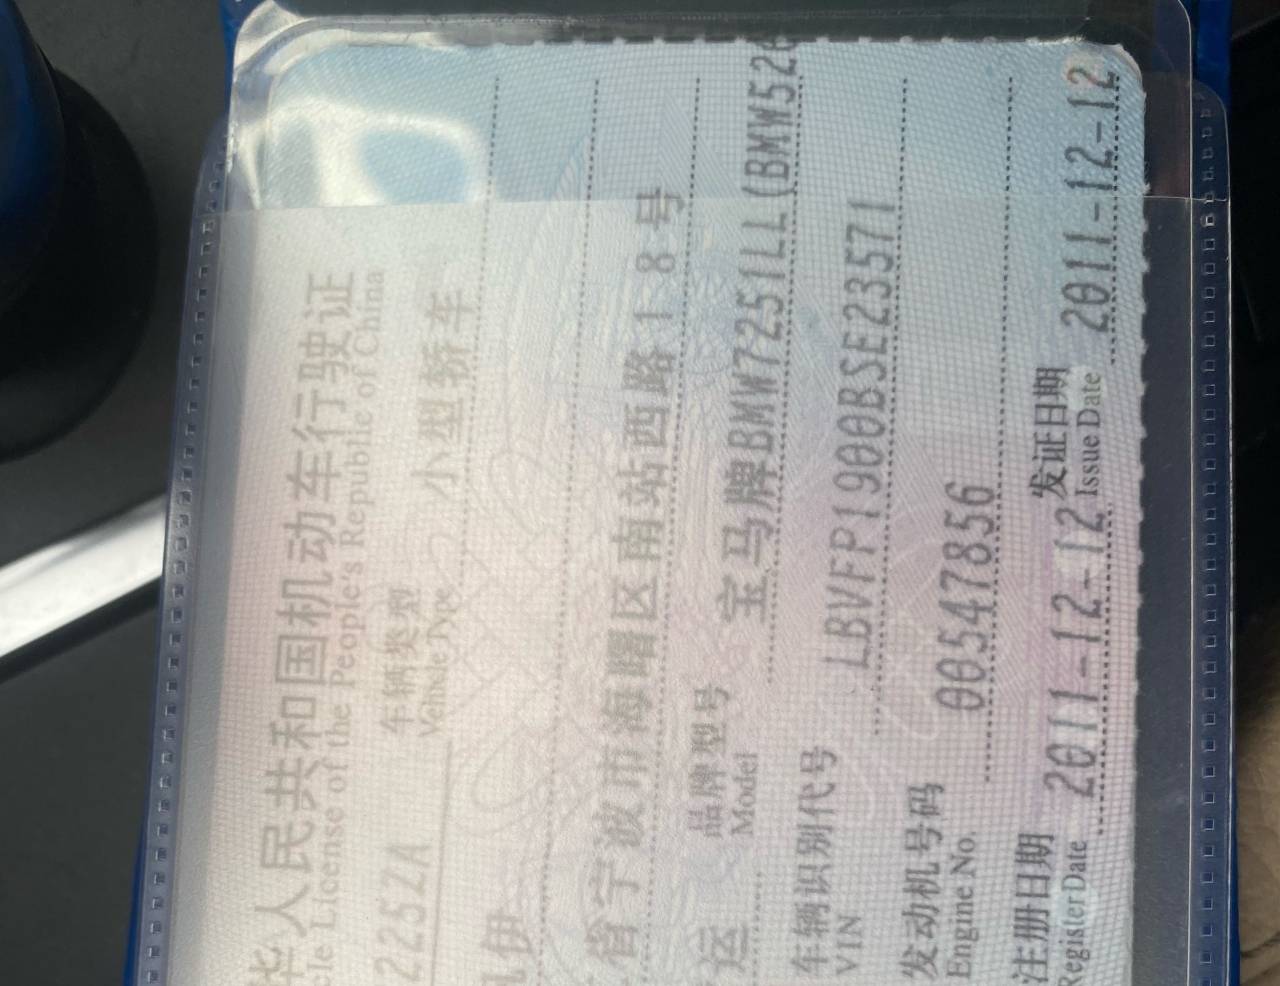 华人民共和国机动车行驶证
cle License of the People's Republic of China
2252A 车辆类型 小型轿车
Vehicle Type
伊
省宁波市海曙区南站西路18号
运 品牌型号 宝马牌BMW7251LL(BMW52
Model
车辆识别代号 LBVFP1900BSE23571
VIN
发动机号码 00547856
Engine No.
注册日期 2011-12-12 发证日期 2011-12-12
Register Date Issue Date